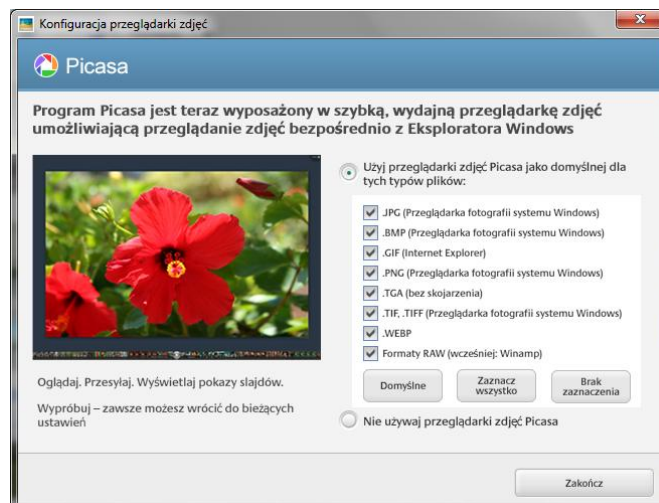 Konfiguracja przeglądarki zdjęć
Picasa
Program Picasa jest teraz wyposażony w szybką, wydajną przeglądarkę zdjęć
umożliwiającą przeglądanie zdjęć bezpośrednio z Eksploratora Windows
Użyj przeglądarki zdjęć Picasa jako domyślnej dla
tych typów plików:
.JPG (Przeglądarka fotografii systemu Windows)
.BMP (Przeglądarka fotografii systemu Windows)
.GIF (Internet Explorer)
.PNG (Przeglądarka fotografii systemu Windows)
.TGA (bez skojarzenia)
.TIF, .TIFF (Przeglądarka fotografii systemu Windows)
.WEBP
Formaty RAW (wcześniej: Winamp)
Domyślne
Zaznacz
wszystko
Brak
zaznaczenia
Nie używaj przeglądarki zdjęć Picasa
Oglądaj. Przesyłaj. Wyświetlaj pokazy slajdów.
Wypróbuj – zawsze możesz wrócić do bieżących
ustawień
Zakończ